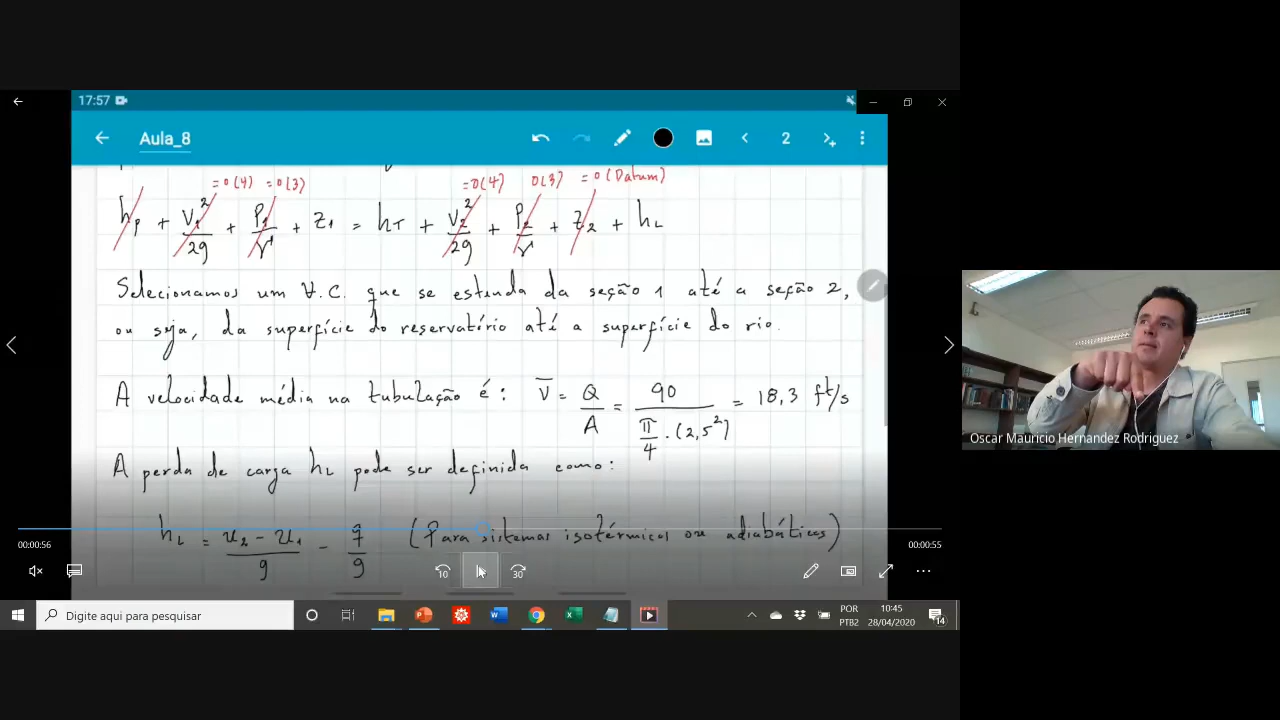 17:57
Aula_8
2
=0(4) =0(3) =0(4) 0(3) =0(Datum)
hp + V₁²/2g + P₁/γ + z₁ = hT + V₂²/2g + P₂/γ + z₂ + hL
Selecionamos um V.C. que se estenda da seção 1 até a seção 2,
ou seja, da superfície do reservatório até a superfície do rio.
A velocidade média na tubulação é: V̅ = Q/A = 90/(π/4 · (2,5²)) = 18,3 ft/s
A perda de carga hL pode ser definida como:
hL = (u₂ - u₁)/g - q/g (Para sistemas isotérmicos ou adiabáticos)
Oscar Mauricio Hernandez Rodriguez
00:00:56
00:00:55
10
30
Digite aqui para pesquisar
POR
PTB2
10:45
28/04/2020
14